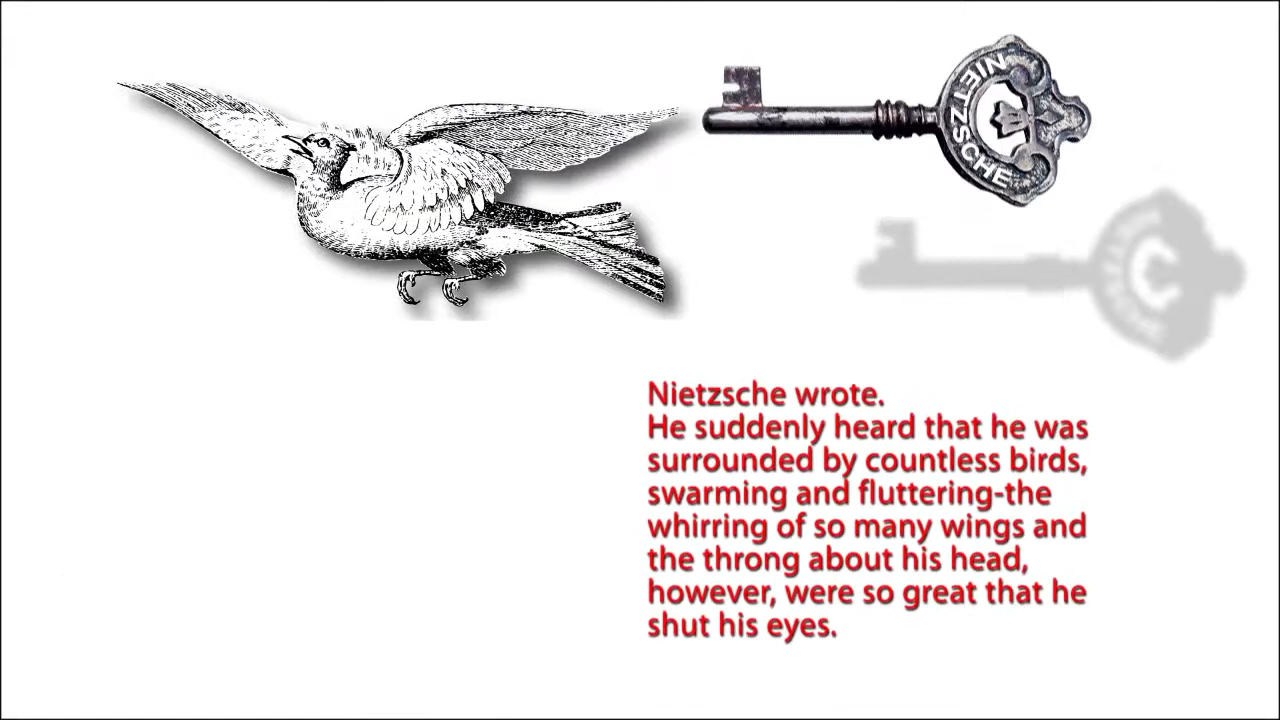 NIETZSCHE
Nietzsche wrote.
He suddenly heard that he was
surrounded by countless birds,
swarming and fluttering-the
whirring of so many wings and
the throng about his head,
however, were so great that he
shut his eyes.